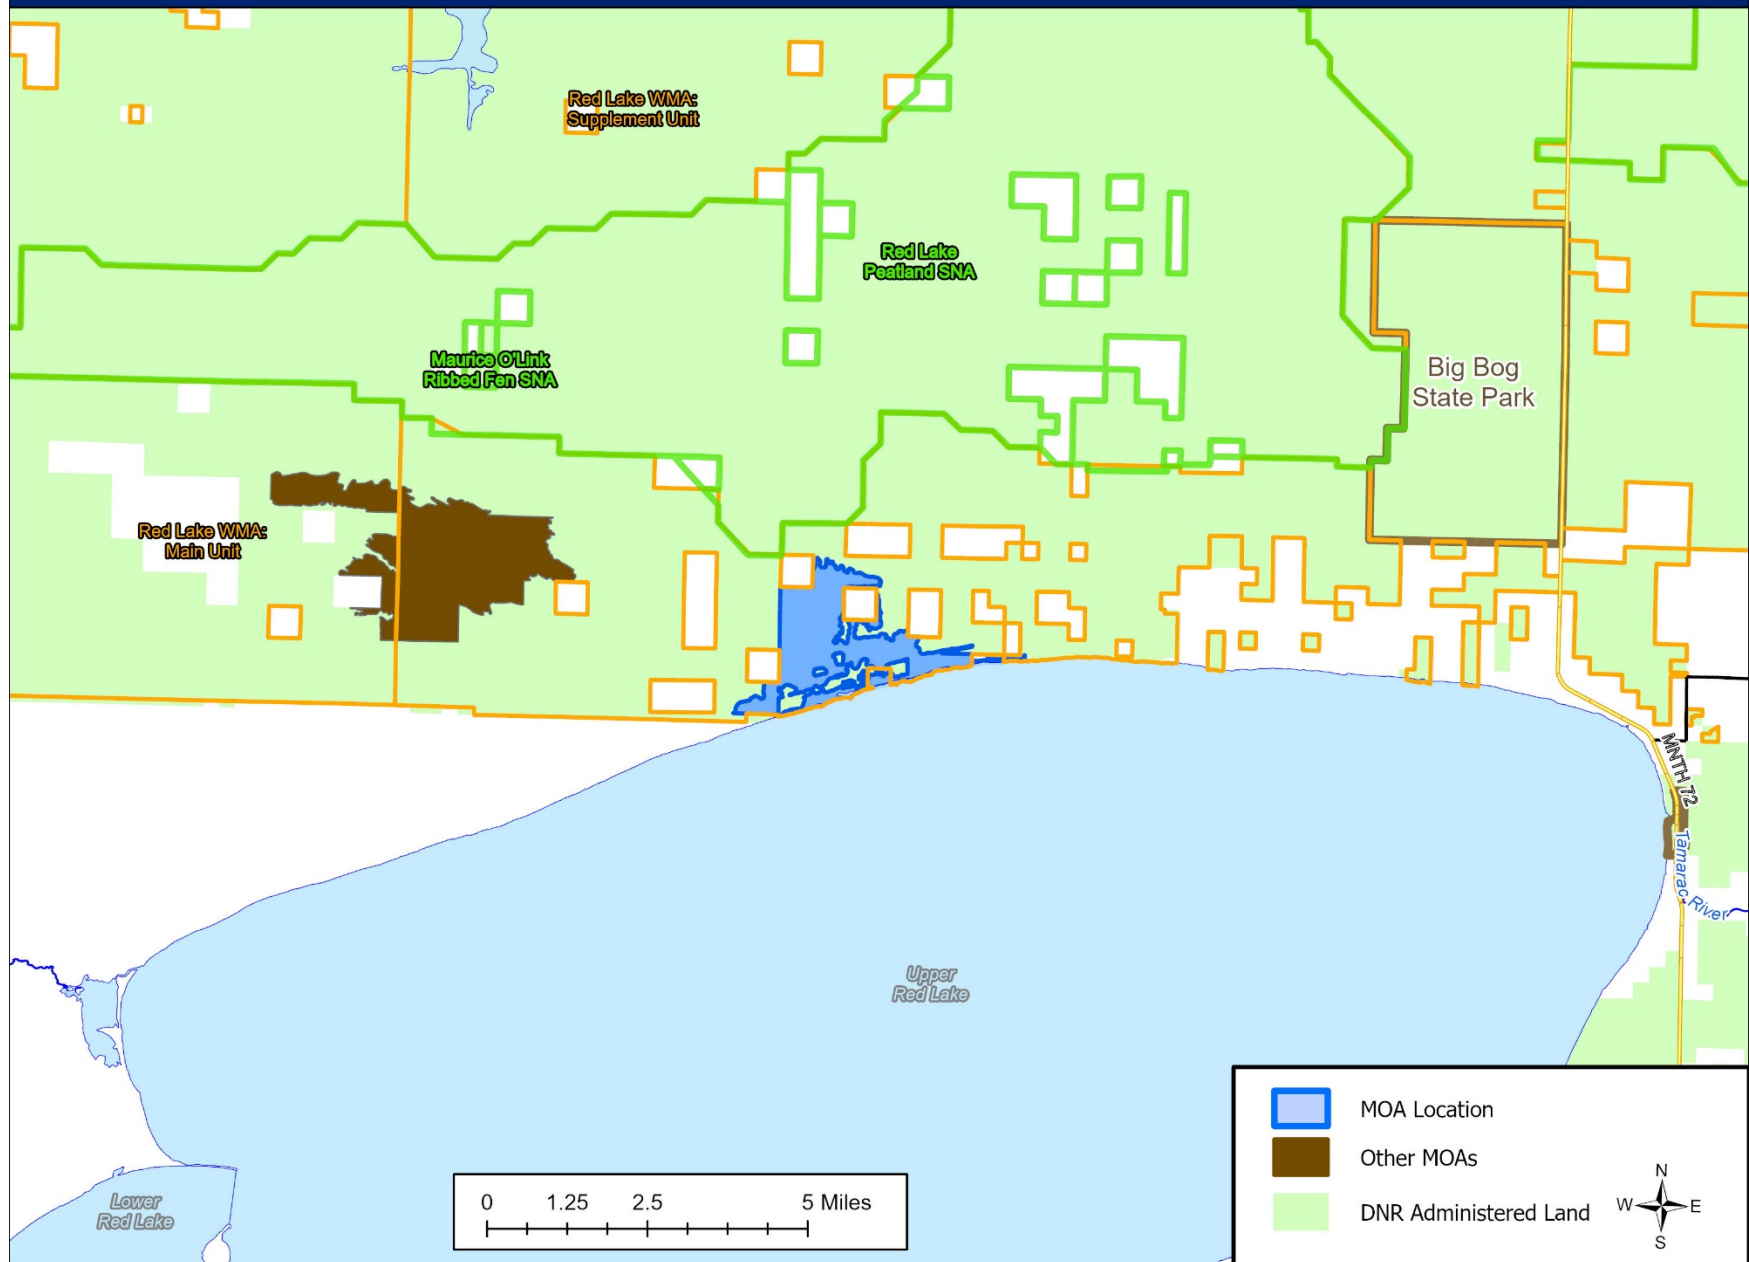 Red Lake WMA:
Supplement Unit
Red Lake
Peatland SNA
Maurice O'Link
Ribbed Fen SNA
Big Bog
State Park
Red Lake WMA:
Main Unit
MNTH 72
Tamarac River
Upper
Red Lake
Lower
Red Lake
0 1.25 2.5 5 Miles
MOA Location
Other MOAs
DNR Administered Land
N
W E
S